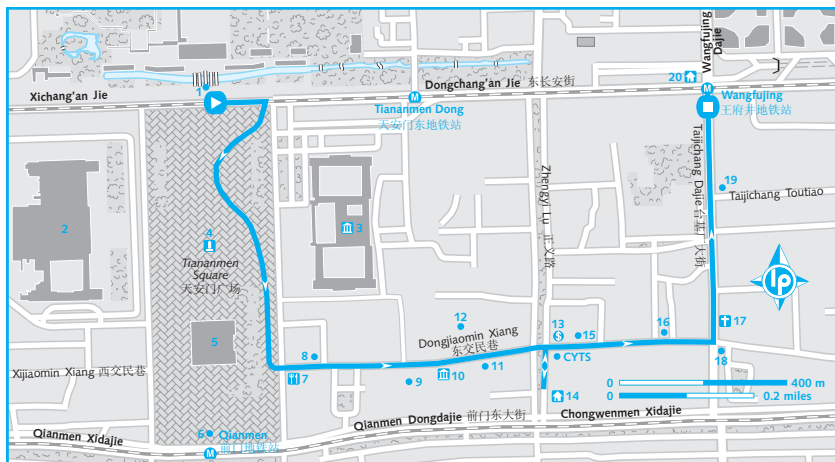 Wangfujing
Dajie
20
Dongchang'an Jie 东长安街
1
Xichang'an Jie
M
Tiananmen Dong
天安门东地铁站
M
Wangfujing
王府井地铁站
Taijichang Dajie 台基厂大街
Zhengyi Lu 正义路
19
Taijichang Toutiao
2
3
4
Tiananmen
Square
天安门广场
lp
12
13
$
15
16
17
Dongjiaomin Xiang
东交民巷
5
8
CYTS
18
Xijiaomin Xiang 西交民巷
7
9
10
11
14
0 400 m
0 0.2 miles
Qianmen Dongdajie 前门东大街
Chongwenmen Xidajie
6
Qianmen
前门地铁站
Qianmen Xidajie
M